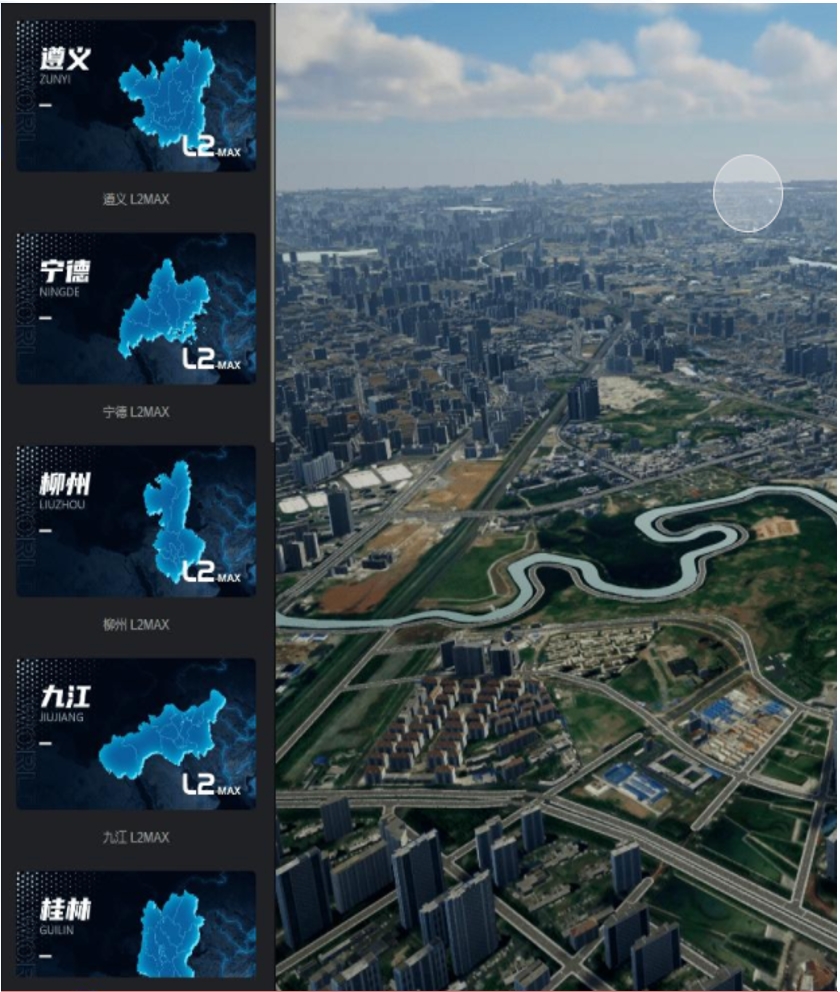 遵义
ZUNYI
L2-MAX
遵义 L2MAX
宁德
NINGDE
L2-MAX
宁德 L2MAX
柳州
LIUZHOU
L2-MAX
柳州 L2MAX
九江
JIUJIANG
L2-MAX
九江 L2MAX
桂林
GUILIN